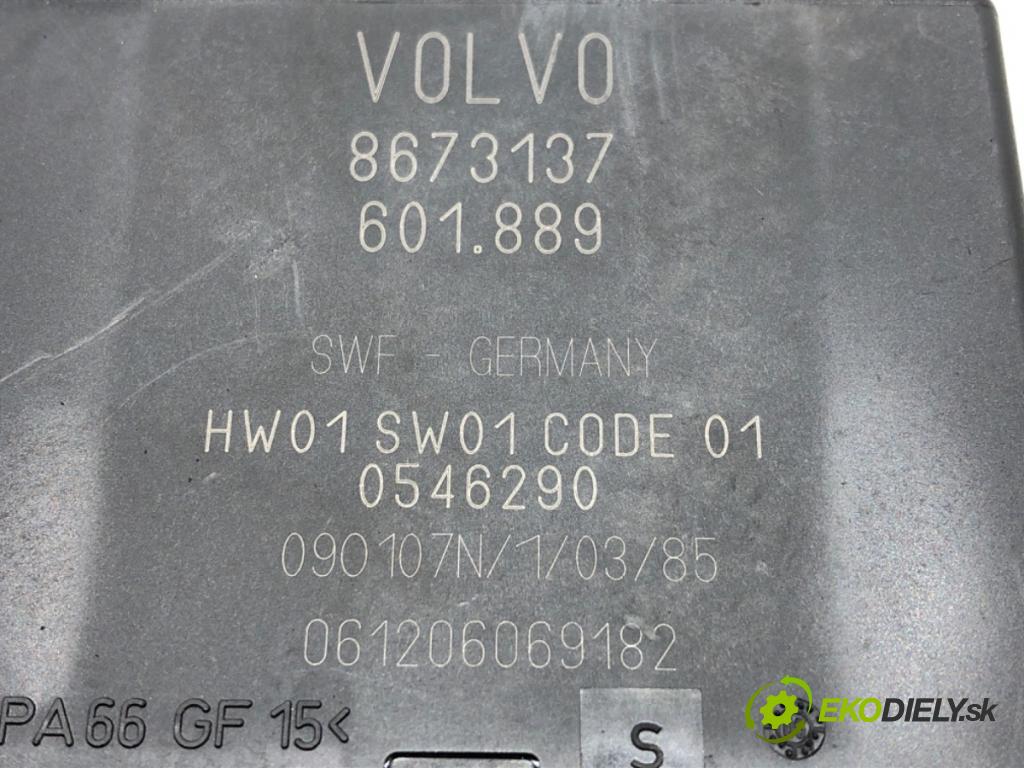 VOLVO
8673137
601.889
SWF - GERMANY
HW01 SW01 CODE 01
0546290
090107N/1/03/85
061206069182
PA66 GF 15<
S
EKODIELY.sk